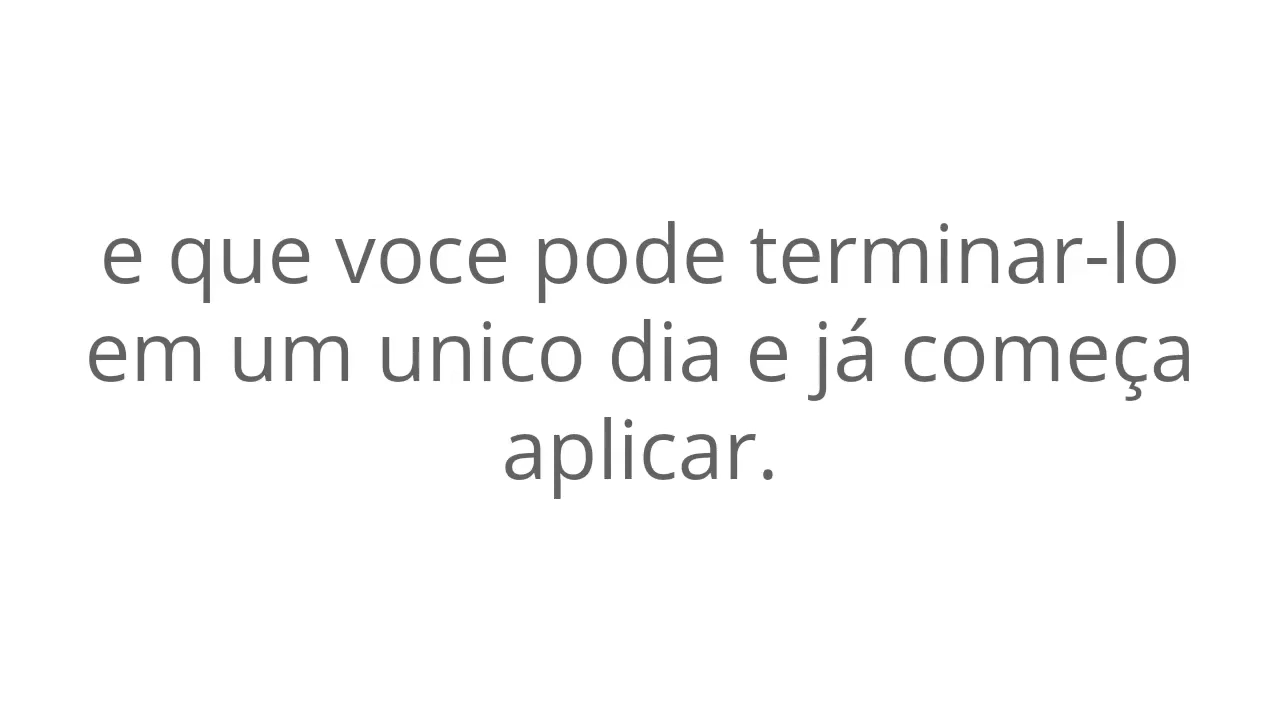 e que voce pode terminar-lo
em um unico dia e já começa
aplicar.